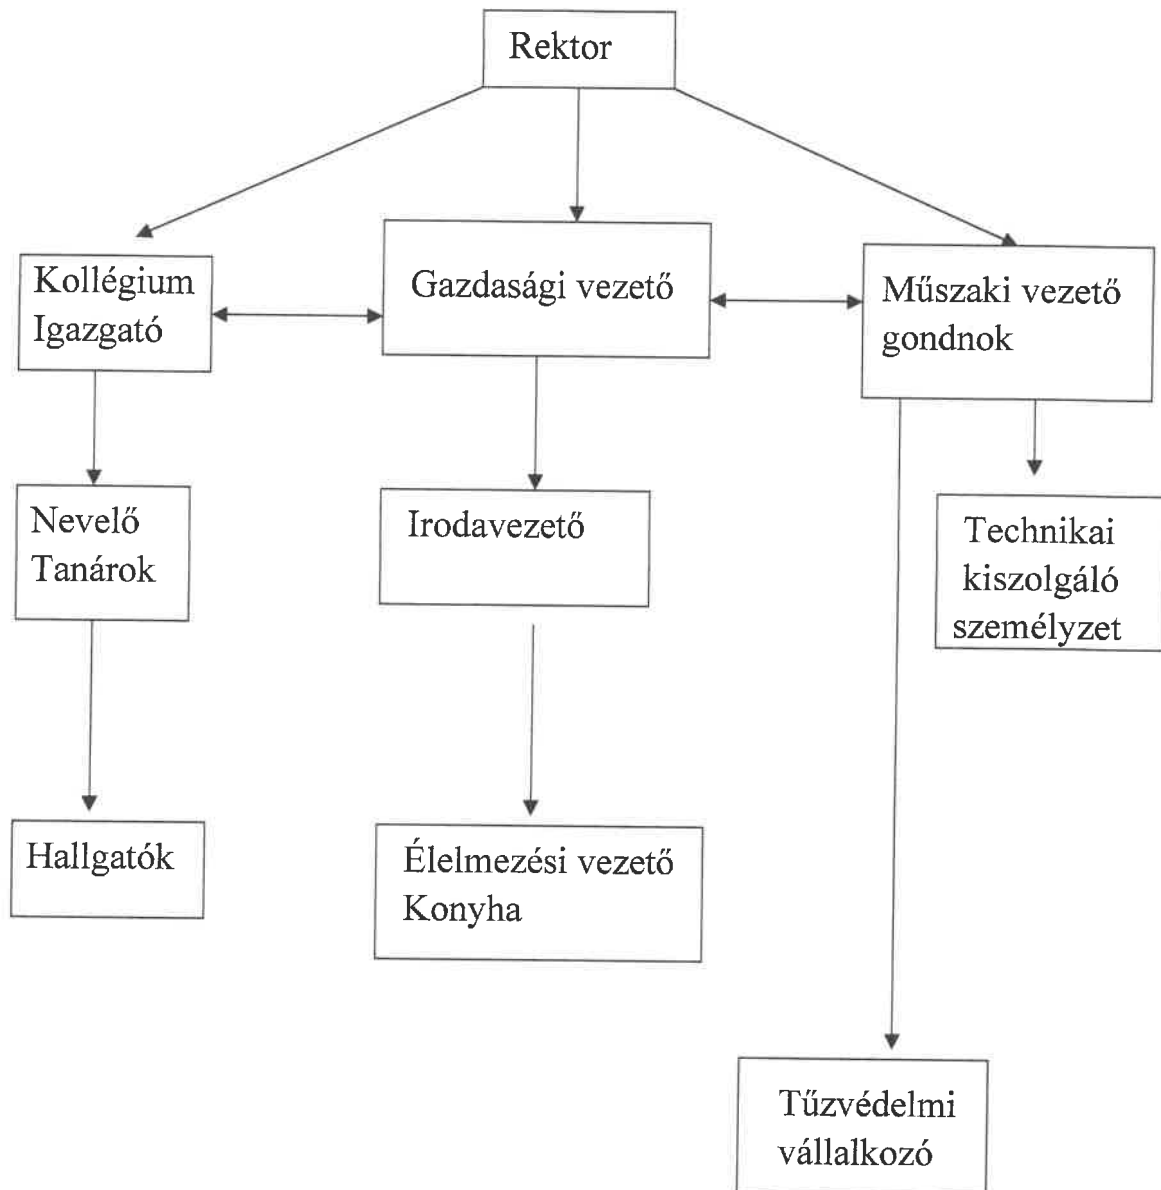 Rektor
Kollégium
Igazgató
Gazdasági vezető
Műszaki vezető
gondnok
Nevelő
Tanárok
Irodavezető
Technikai
kiszolgáló
személyzet
Hallgatók
Élelmezési vezető
Konyha
Tűzvédelmi
vállalkozó